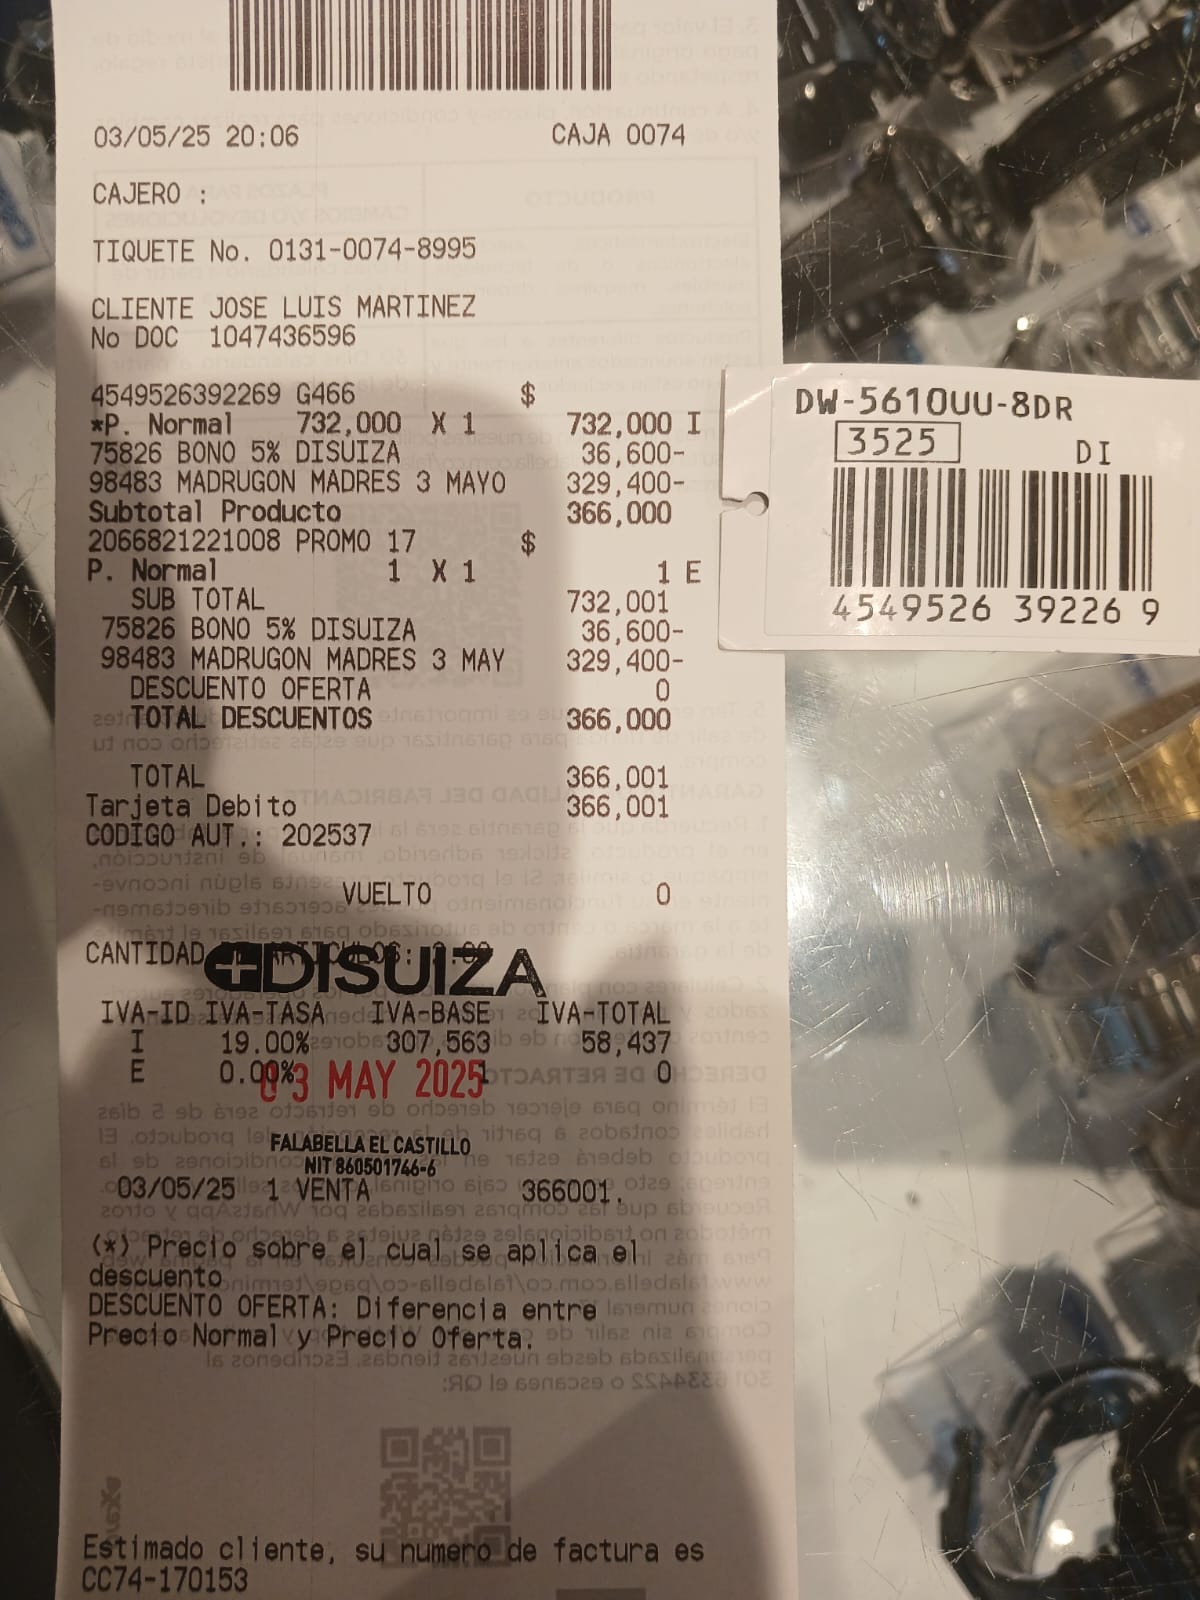 03/05/25 20:06 CAJA 0074
CAJERO :
TIQUETE No. 0131-0074-8995
CLIENTE JOSE LUIS MARTINEZ
No DOC 1047436596
4549526392269 G466 $
*P. Normal 732,000 X 1 732,000 I
75826 BONO 5% DISUIZA 36,600-
98483 MADRUGON MADRES 3 MAYO 329,400-
Subtotal Producto 366,000
2066821221008 PROMO 17 $
P. Normal 1 X 1 1 E
SUB TOTAL 732,001
75826 BONO 5% DISUIZA 36,600-
98483 MADRUGON MADRES 3 MAY 329,400-
DESCUENTO OFERTA 0
TOTAL DESCUENTOS 366,000
TOTAL 366,001
Tarjeta Debito 366,001
CODIGO AUT.: 202537
VUELTO 0
CANTIDAD
DISUIZA
IVA-ID IVA-TASA IVA-BASE IVA-TOTAL
I 19.00% 307,563 58,437
E 0.00% 1 0
03 MAY 2025
FALABELLA EL CASTILLO
NIT 860501746-6
03/05/25 1 VENTA 366001.
(*) Precio sobre el cual se aplica el
descuento
DESCUENTO OFERTA: Diferencia entre
Precio Normal y Precio Oferta.
Estimado cliente, su numero de factura es
CC74-170153
DW-5610UU-8DR
3525 DI
4549526 39226 9